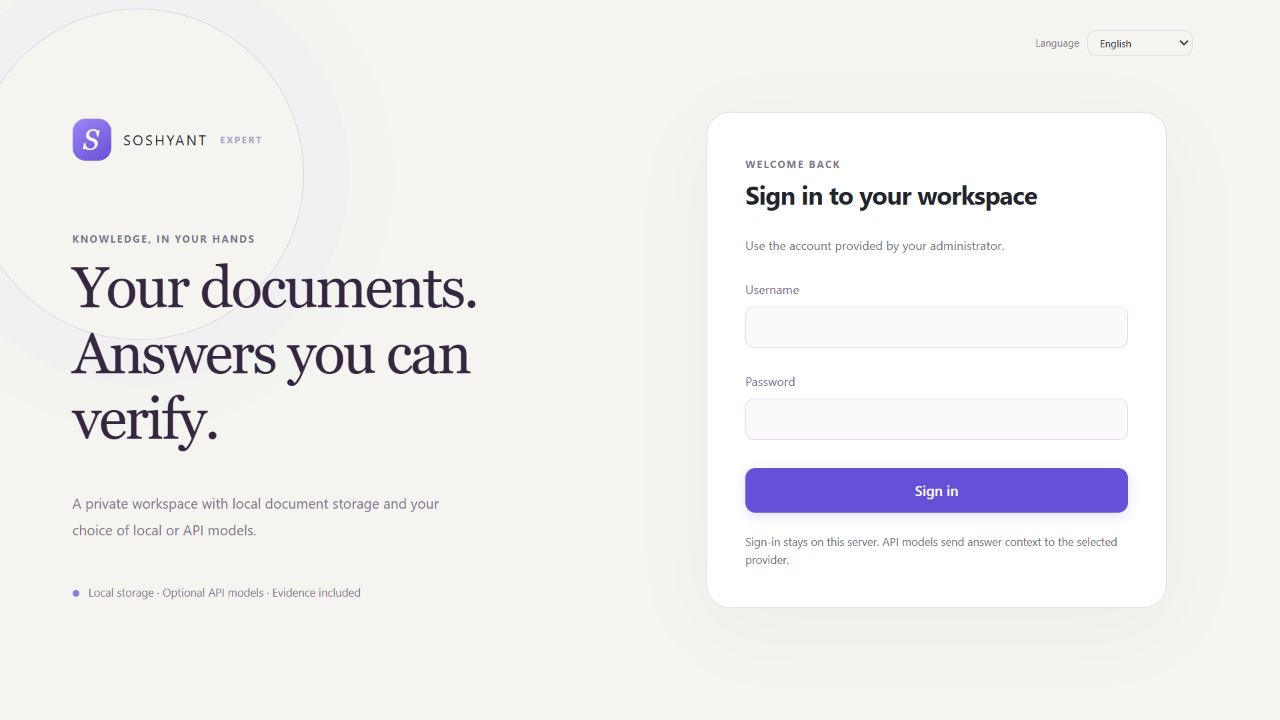 Language English
S SOSHYANT EXPERT
KNOWLEDGE, IN YOUR HANDS
Your documents.
Answers you can
verify.
A private workspace with local document storage and your
choice of local or API models.
Local storage · Optional API models · Evidence included
WELCOME BACK
Sign in to your workspace
Use the account provided by your administrator.
Username
Password
Sign in
Sign-in stays on this server. API models send answer context to the selected
provider.